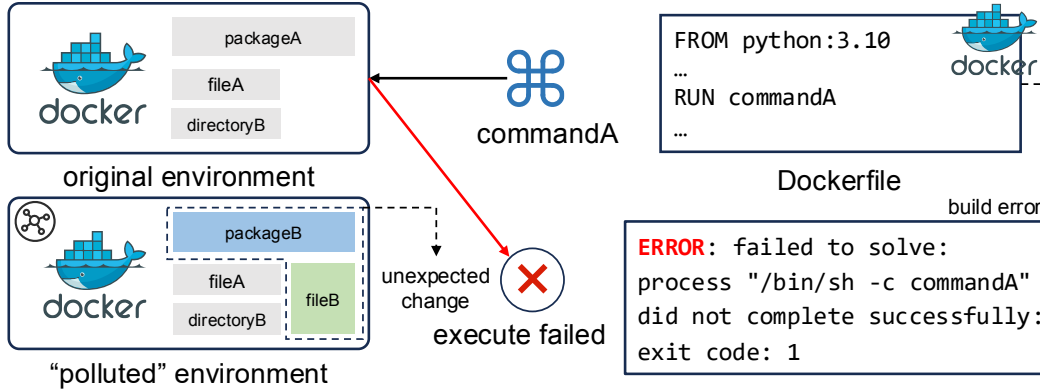 docker
packageA
fileA
directoryB
original environment
commandA
FROM python:3.10
…
RUN commandA
…
docker
Dockerfile
docker
packageB
fileA
directoryB
fileB
unexpected
change
execute failed
“polluted” environment
build error
ERROR: failed to solve:
process "/bin/sh -c commandA"
did not complete successfully:
exit code: 1